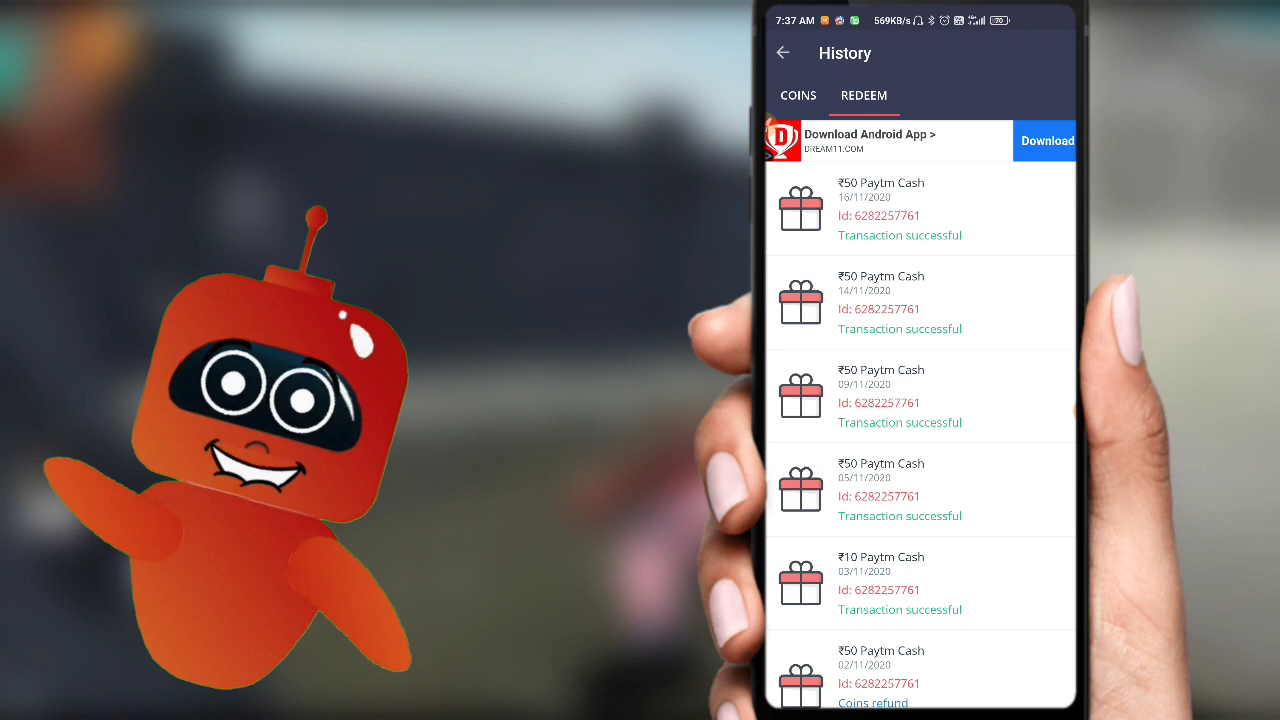 7:37 AM 569KB/s 70
History
COINS REDEEM
D Download Android App >
DREAM11.COM
Download
₹50 Paytm Cash
16/11/2020
Id: 6282257761
Transaction successful
₹50 Paytm Cash
14/11/2020
Id: 6282257761
Transaction successful
₹50 Paytm Cash
09/11/2020
Id: 6282257761
Transaction successful
₹50 Paytm Cash
05/11/2020
Id: 6282257761
Transaction successful
₹10 Paytm Cash
03/11/2020
Id: 6282257761
Transaction successful
₹50 Paytm Cash
02/11/2020
Id: 6282257761
Coins refund